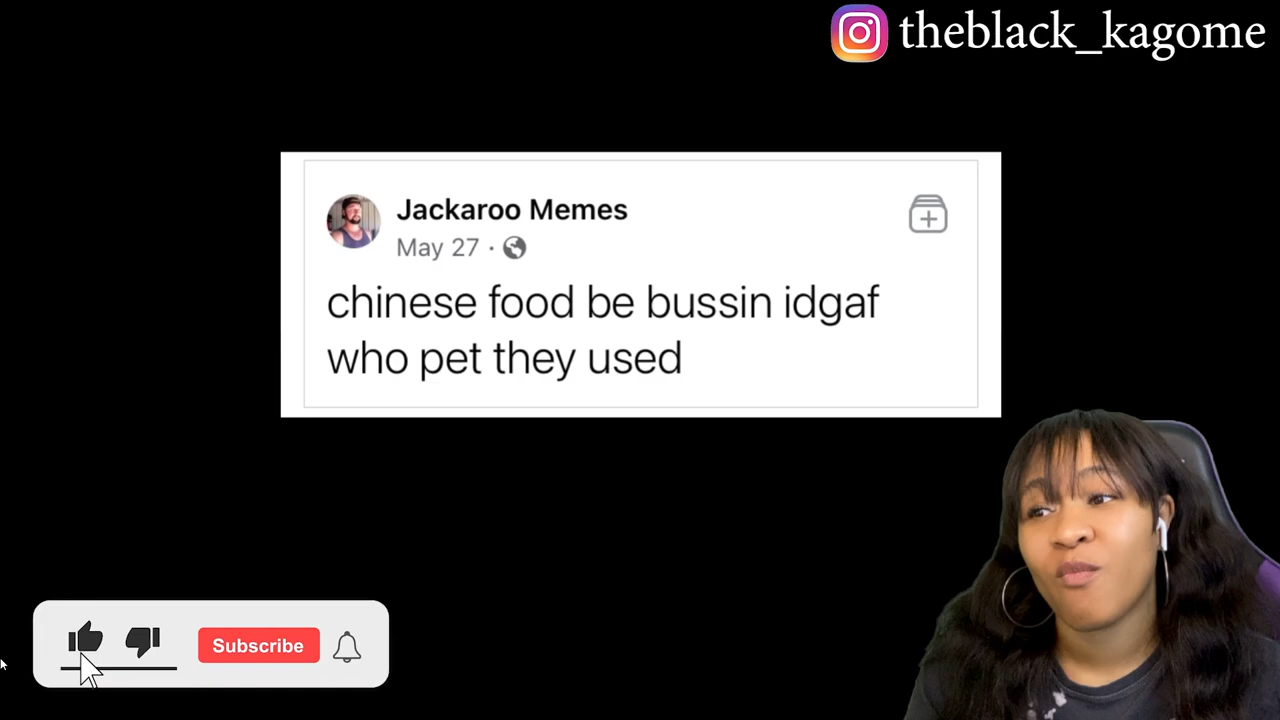 theblack_kagome
Jackaroo Memes
May 27 ·
chinese food be bussin idgaf
who pet they used
Subscribe